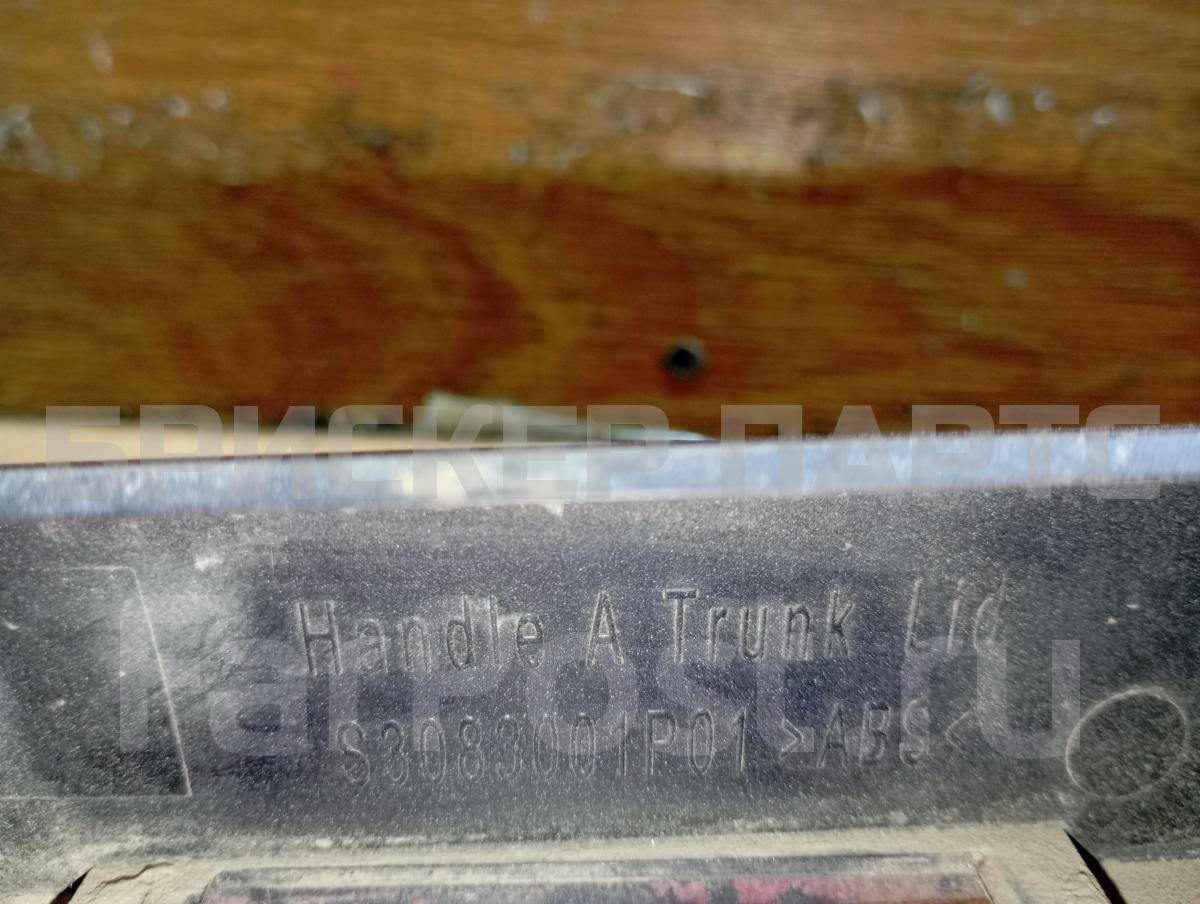 БРИСКЕР ПАРТС
Handle A Trunk Lid
farpost.ru
S3083001P01 >ABS<